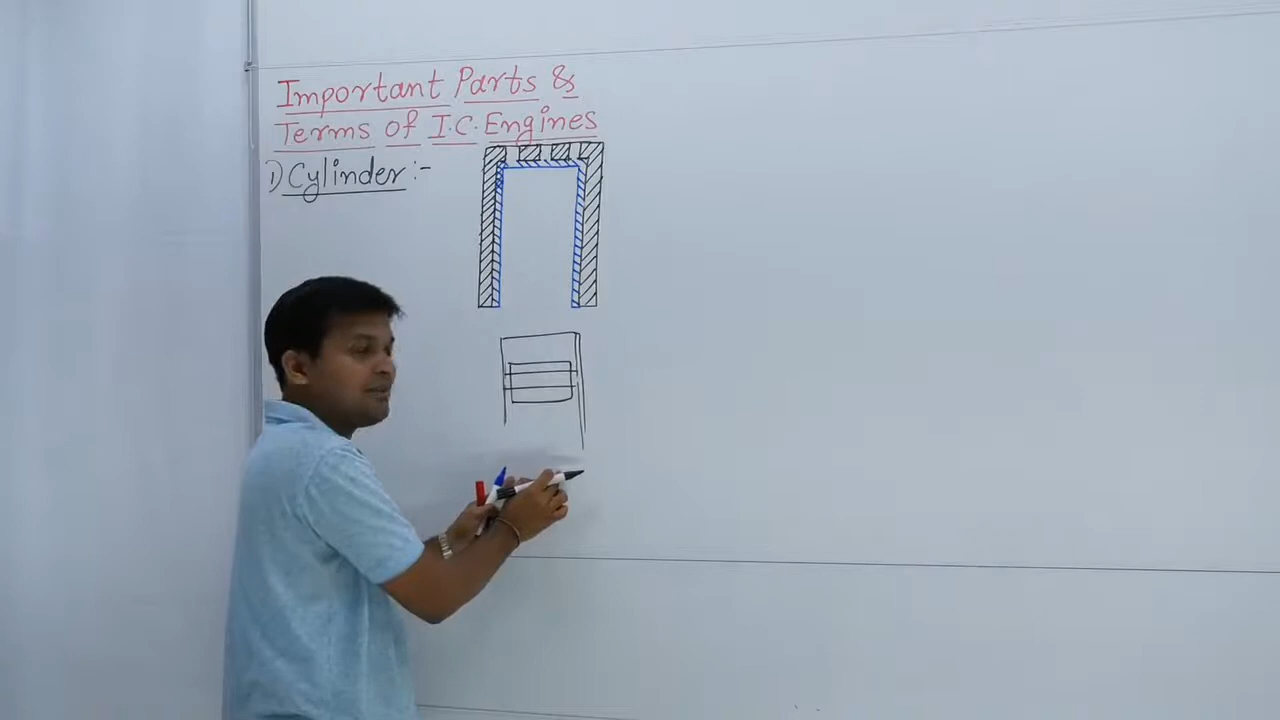 Important Parts &
Terms of I.C. Engines
1) Cylinder :-